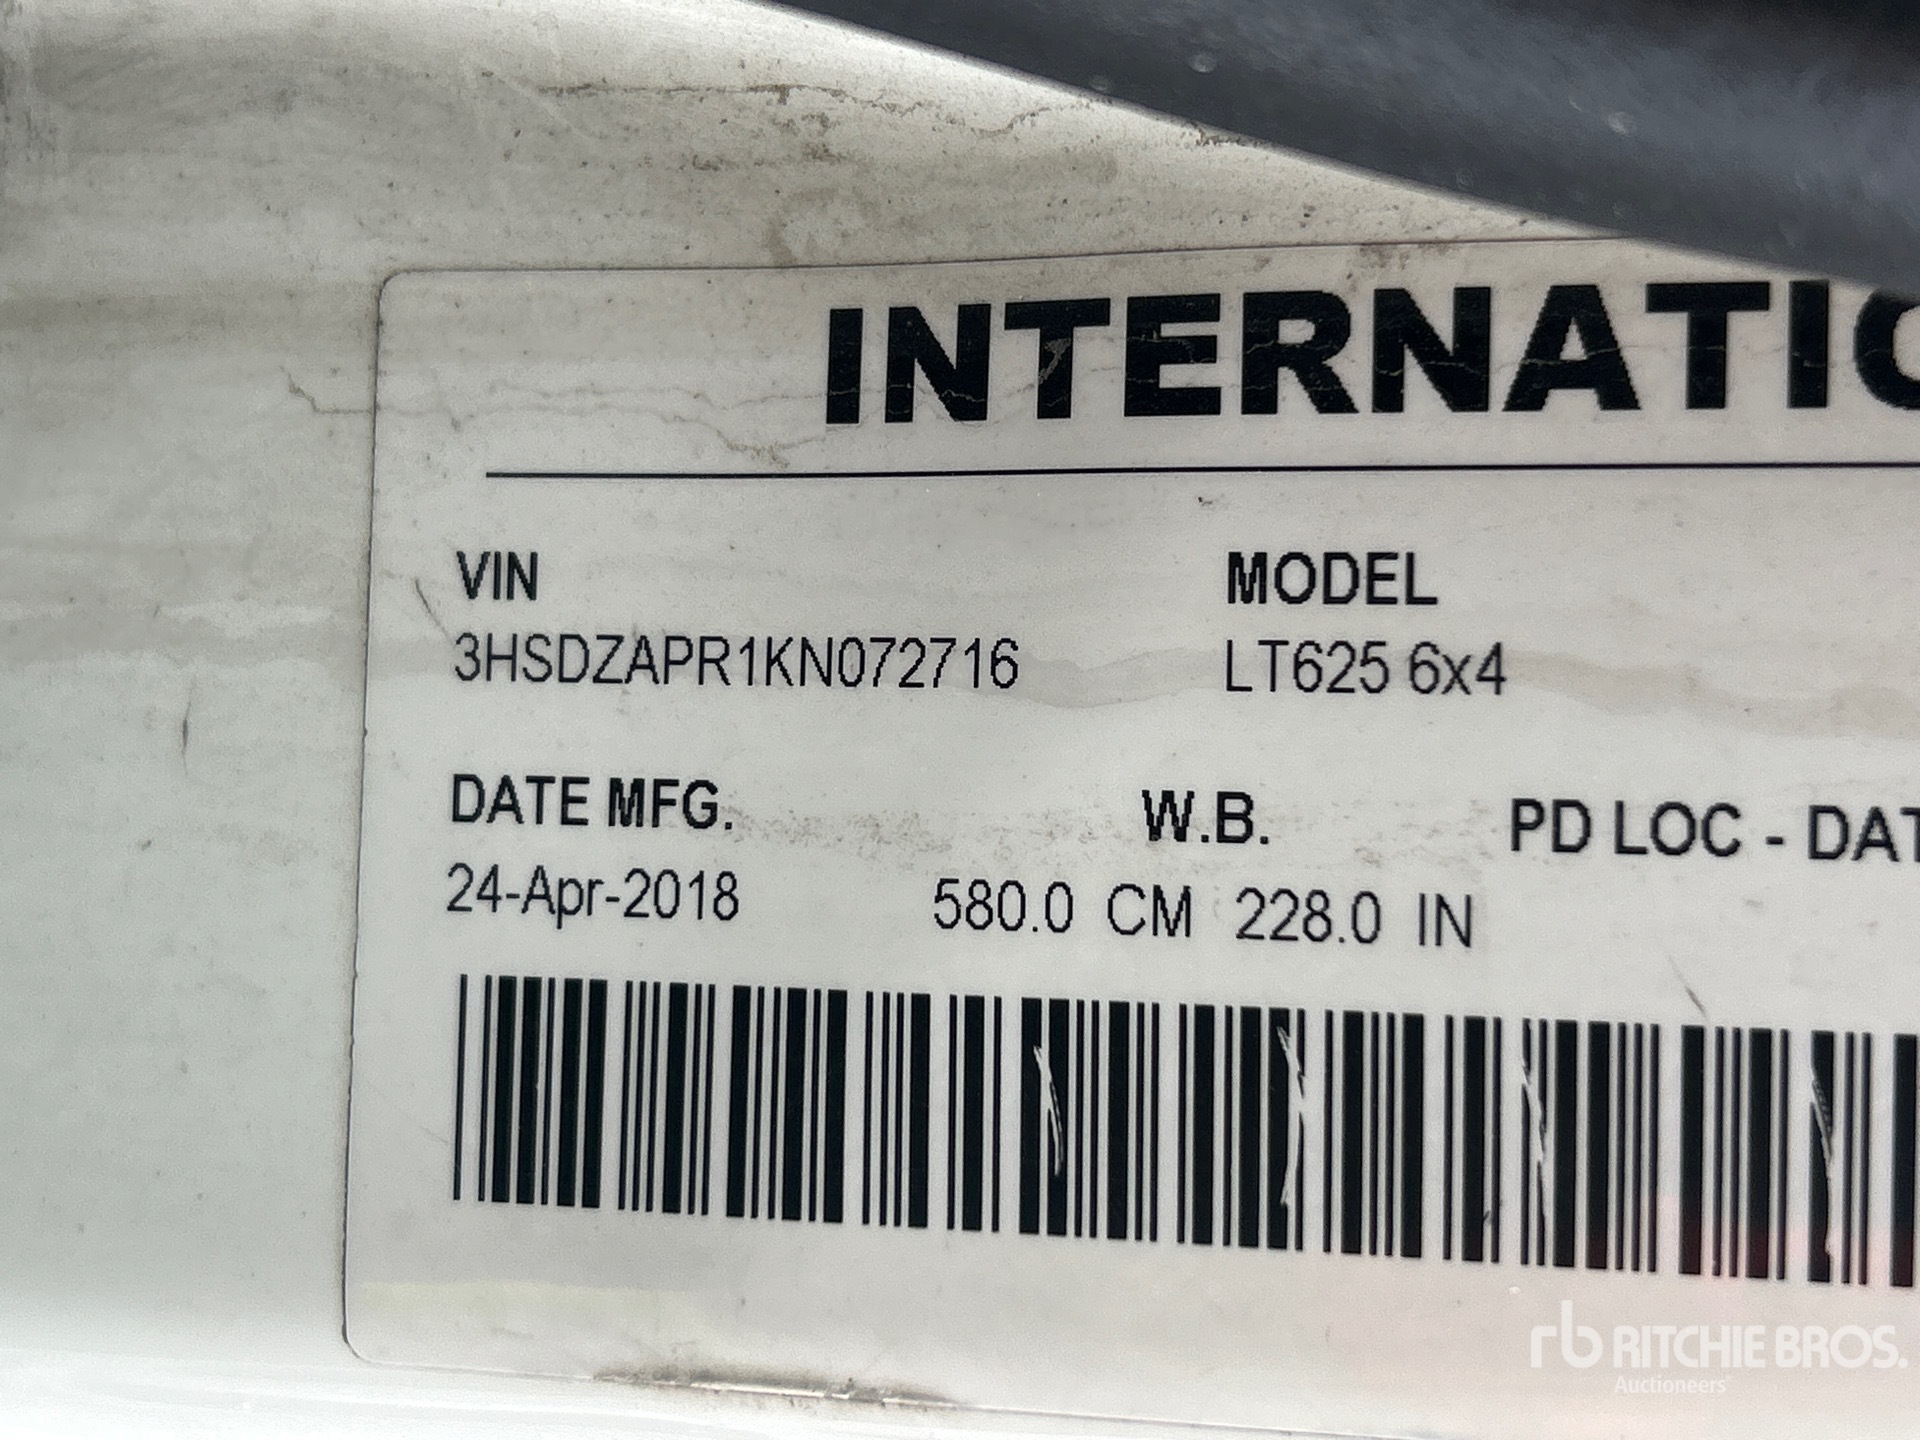 INTERNATIO
VIN
MODEL
3HSDZAPR1KN072716
LT625 6x4
DATE MFG.
W.B.
PD LOC - DAT
24-Apr-2018
580.0 CM 228.0 IN
rb RITCHIE BROS.
Auctioneers